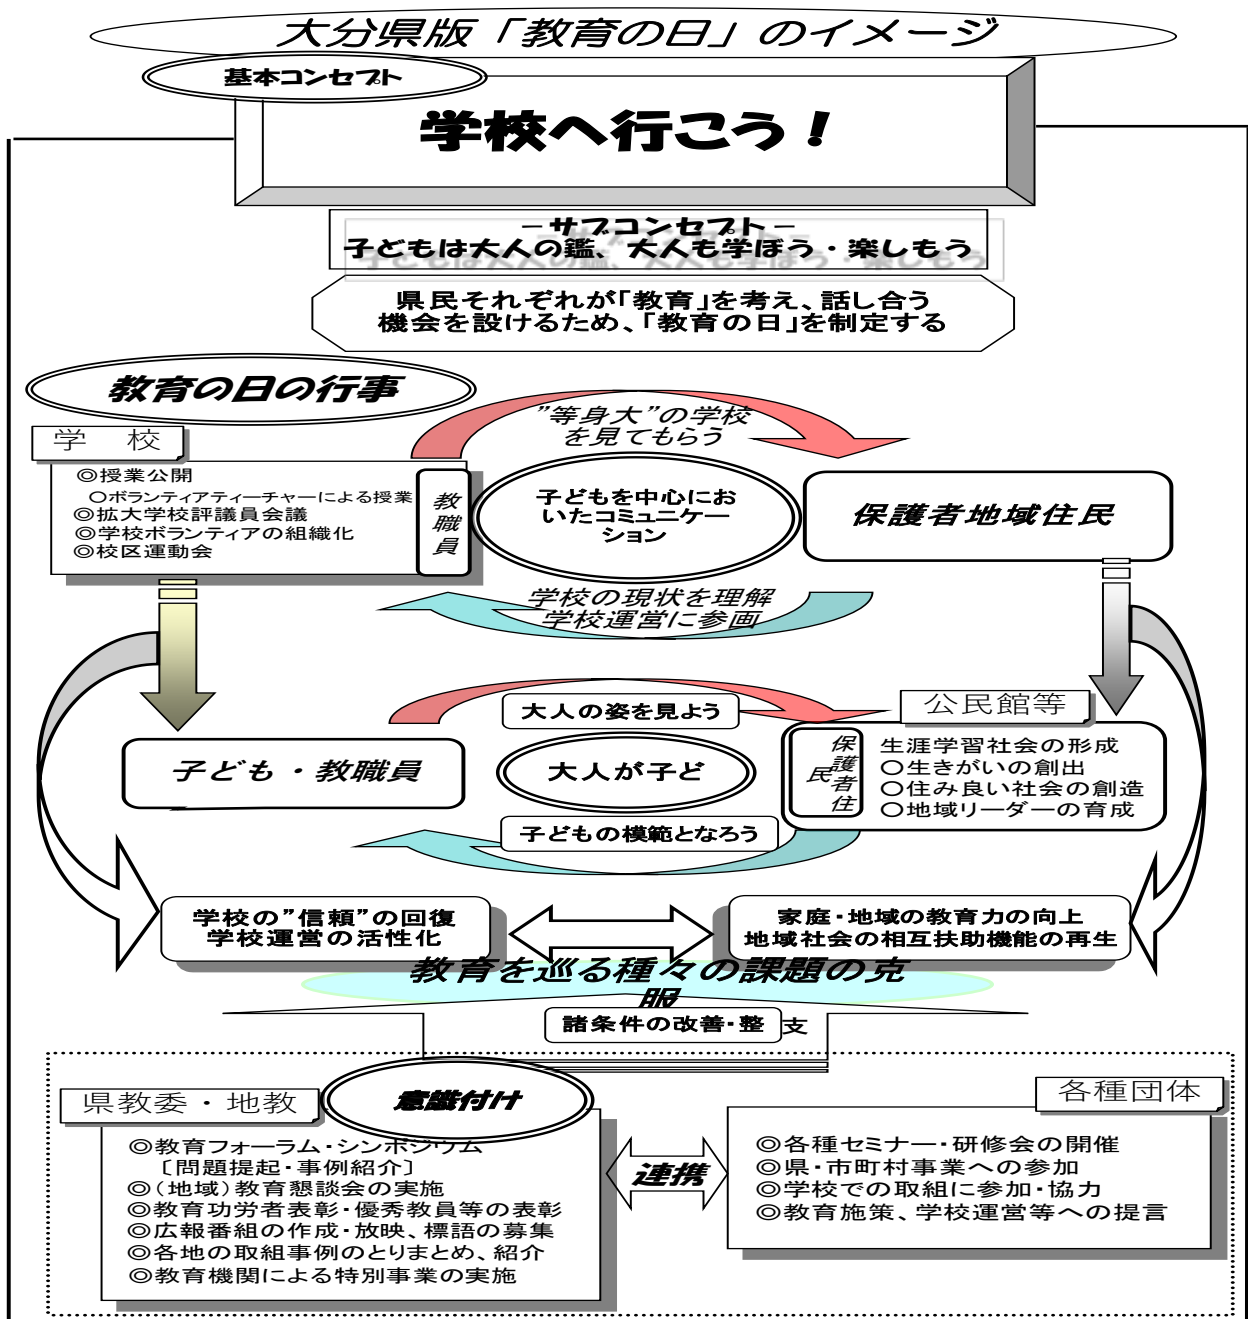 大分県版「教育の日」のイメージ
基本コンセプト
学校へ行こう！
－サブコンセプト－
子どもは大人の鑑、大人も学ぼう・楽しもう
県民それぞれが「教育」を考え、話し合う
機会を設けるため、「教育の日」を制定する
教育の日の行事
”等身大”の学校
を見てもらう
学　校
◎授業公開
○ボランティアティーチャーによる授業
◎拡大学校評議員会議
◎学校ボランティアの組織化
◎校区運動会
教職員
子どもを中心にお
いたコミュニケー
ション
保護者地域住民
学校の現状を理解
学校運営に参画
大人の姿を見よう
公民館等
子ども・教職員
大人が子ど
保護者住
民
生涯学習社会の形成
○生きがいの創出
○住み良い社会の創造
○地域リーダーの育成
子どもの模範となろう
学校の”信頼”の回復
学校運営の活性化
家庭・地域の教育力の向上
地域社会の相互扶助機能の再生
教育を巡る種々の課題の克
服
諸条件の改善・整
支
県教委・地教
意識付け
各種団体
◎教育フォーラム・シンポジウム
［問題提起・事例紹介］
◎（地域）教育懇談会の実施
◎教育功労者表彰・優秀教員等の表彰
◎広報番組の作成・放映、標語の募集
◎各地の取組事例のとりまとめ、紹介
◎教育機関による特別事業の実施
連携
◎各種セミナー・研修会の開催
◎県・市町村事業への参加
◎学校での取組に参加・協力
◎教育施策、学校運営等への提言